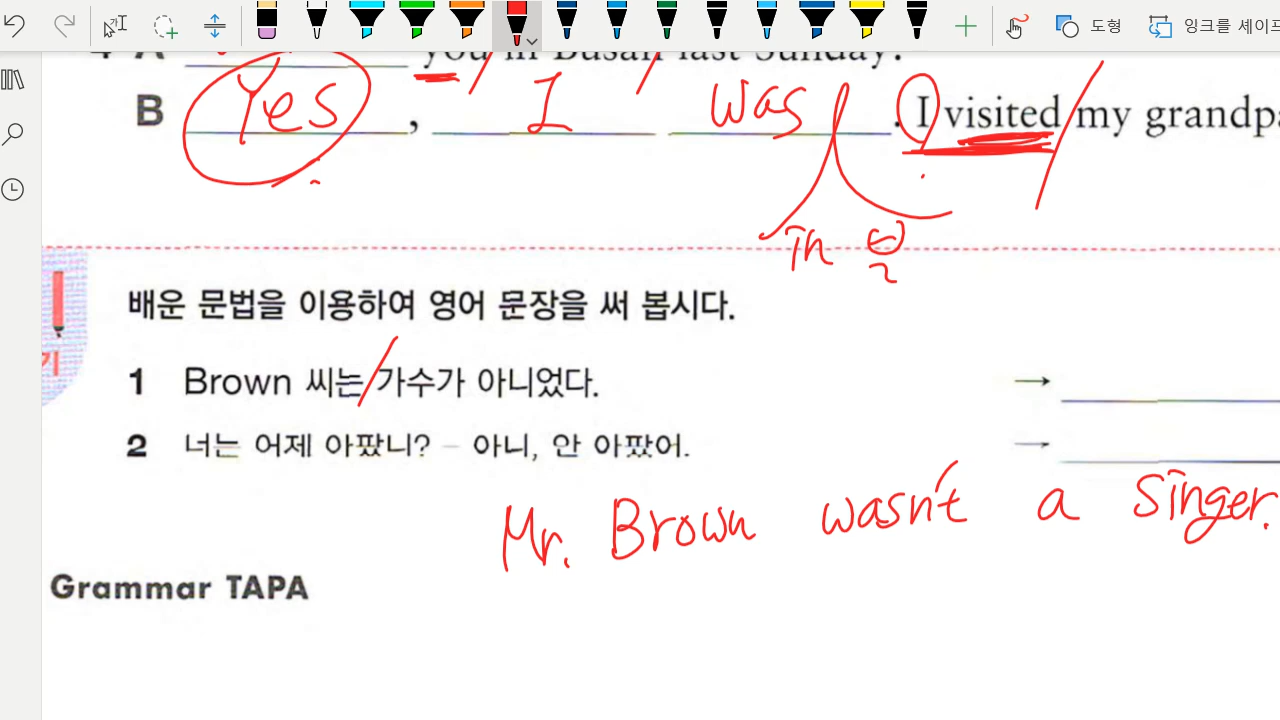 도형
잉크를 셰이프
you in Busan last Sunday?
B Yes, I was. I visited my grandpa
in
배운 문법을 이용하여 영어 문장을 써 봅시다.
기
1 Brown 씨는 / 가수가 아니었다. →
2 너는 어제 아팠니? – 아니, 안 아팠어. →
Mr. Brown wasn't a singer.
Grammar TAPA